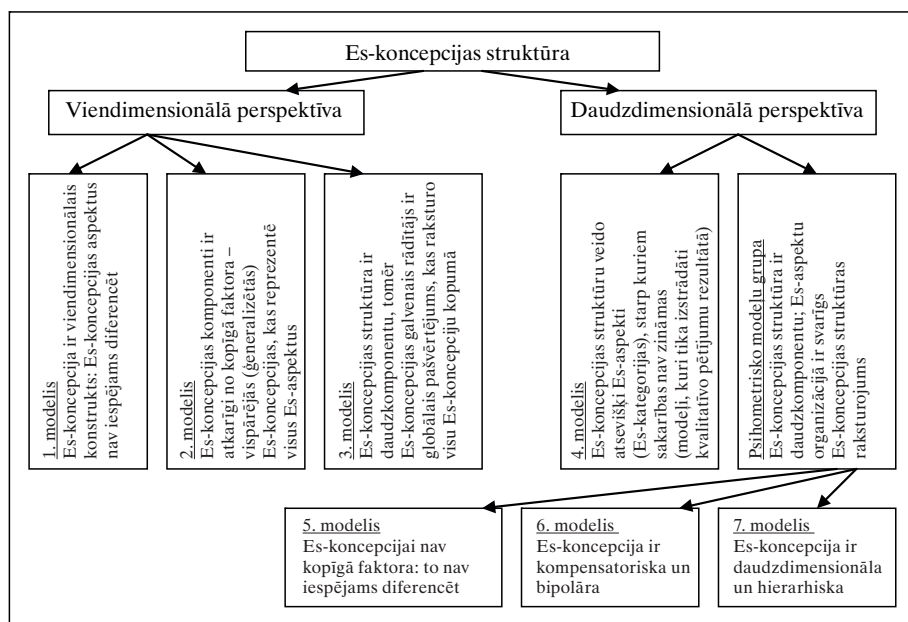 Es-koncepcijas struktūra
Viendimensionālā perspektīva
Daudzdimensionālā perspektīva
1. modelis
Es-koncepcija ir viendimensionālais
konstrukts: Es-koncepcijas aspektus
nav iespējams diferencēt
2. modelis
Es-koncepcijas komponenti ir
atkarīgi no kopīgā faktora –
vispārējās (ģeneralizētās)
Es-koncepcijas, kas reprezentē
visus Es-aspektus
3. modelis
Es-koncepcijas struktūra ir
daudzkomponentu, tomēr
Es-koncepcijas galvenais rādītājs ir
globālais pašvērtējums, kas raksturo
visu Es-koncepciju kopumā
4. modelis
Es-koncepcijas struktūru veido
atsevišķi Es-aspekti
(Es-kategorijas), starp kuriem
sakarības nav zināmas
(modeļi, kuri tika izstrādāti
kvalitatīvo pētījumu rezultātā)
Psihometrisko modeļu grupa
Es-koncepcijas struktūra ir
daudzkomponentu; Es-aspektu
organizācijā ir svarīgs
Es-koncepcijas struktūras
raksturojums
5. modelis
Es-koncepcijai nav
kopīgā faktora: to nav
iespējams diferencēt
6. modelis
Es-koncepcija ir
kompensatoriska un
bipolāra
7. modelis
Es-koncepcija ir
daudzdimensionāla
un hierarhiska